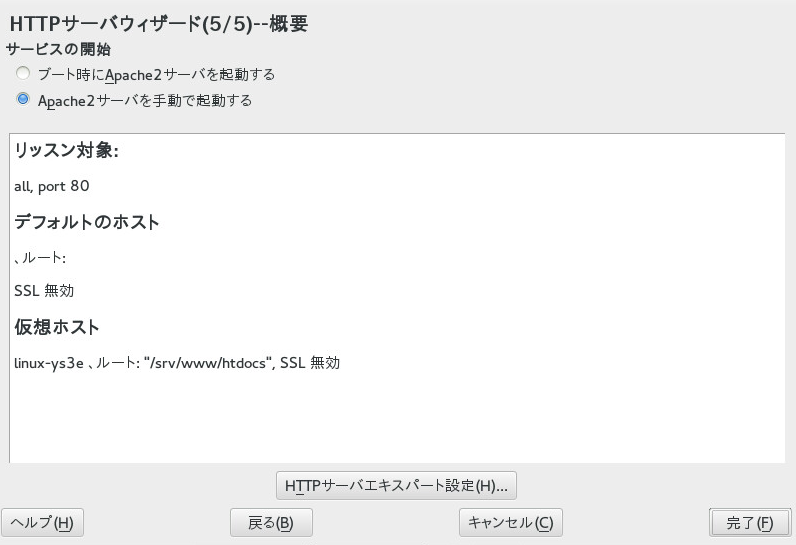 HTTPサーバウィザード(5/5)--概要
サービスの開始
ブート時にApache2サーバを起動する
Apache2サーバを手動で起動する
リッスン対象:
all, port 80
デフォルトのホスト
、ルート:
SSL 無効
仮想ホスト
linux-ys3e 、ルート: "/srv/www/htdocs", SSL 無効
HTTPサーバエキスパート設定(H)...
ヘルプ(H) 戻る(B) キャンセル(C) 完了(F)